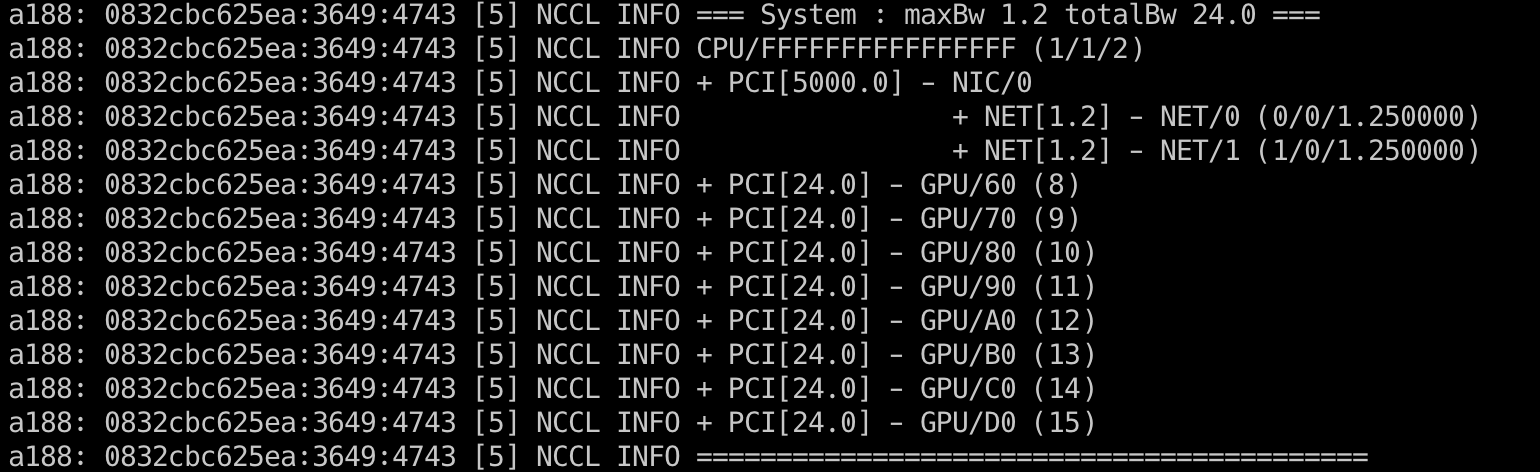 a188: 0832cbc625ea:3649:4743 [5] NCCL INFO === System : maxBw 1.2 totalBw 24.0 ===
a188: 0832cbc625ea:3649:4743 [5] NCCL INFO CPU/FFFFFFFFFFFFFFFF (1/1/2)
a188: 0832cbc625ea:3649:4743 [5] NCCL INFO + PCI[5000.0] - NIC/0
a188: 0832cbc625ea:3649:4743 [5] NCCL INFO                 + NET[1.2] - NET/0 (0/0/1.250000)
a188: 0832cbc625ea:3649:4743 [5] NCCL INFO                 + NET[1.2] - NET/1 (1/0/1.250000)
a188: 0832cbc625ea:3649:4743 [5] NCCL INFO + PCI[24.0] - GPU/60 (8)
a188: 0832cbc625ea:3649:4743 [5] NCCL INFO + PCI[24.0] - GPU/70 (9)
a188: 0832cbc625ea:3649:4743 [5] NCCL INFO + PCI[24.0] - GPU/80 (10)
a188: 0832cbc625ea:3649:4743 [5] NCCL INFO + PCI[24.0] - GPU/90 (11)
a188: 0832cbc625ea:3649:4743 [5] NCCL INFO + PCI[24.0] - GPU/A0 (12)
a188: 0832cbc625ea:3649:4743 [5] NCCL INFO + PCI[24.0] - GPU/B0 (13)
a188: 0832cbc625ea:3649:4743 [5] NCCL INFO + PCI[24.0] - GPU/C0 (14)
a188: 0832cbc625ea:3649:4743 [5] NCCL INFO + PCI[24.0] - GPU/D0 (15)
a188: 0832cbc625ea:3649:4743 [5] NCCL INFO ==========================================